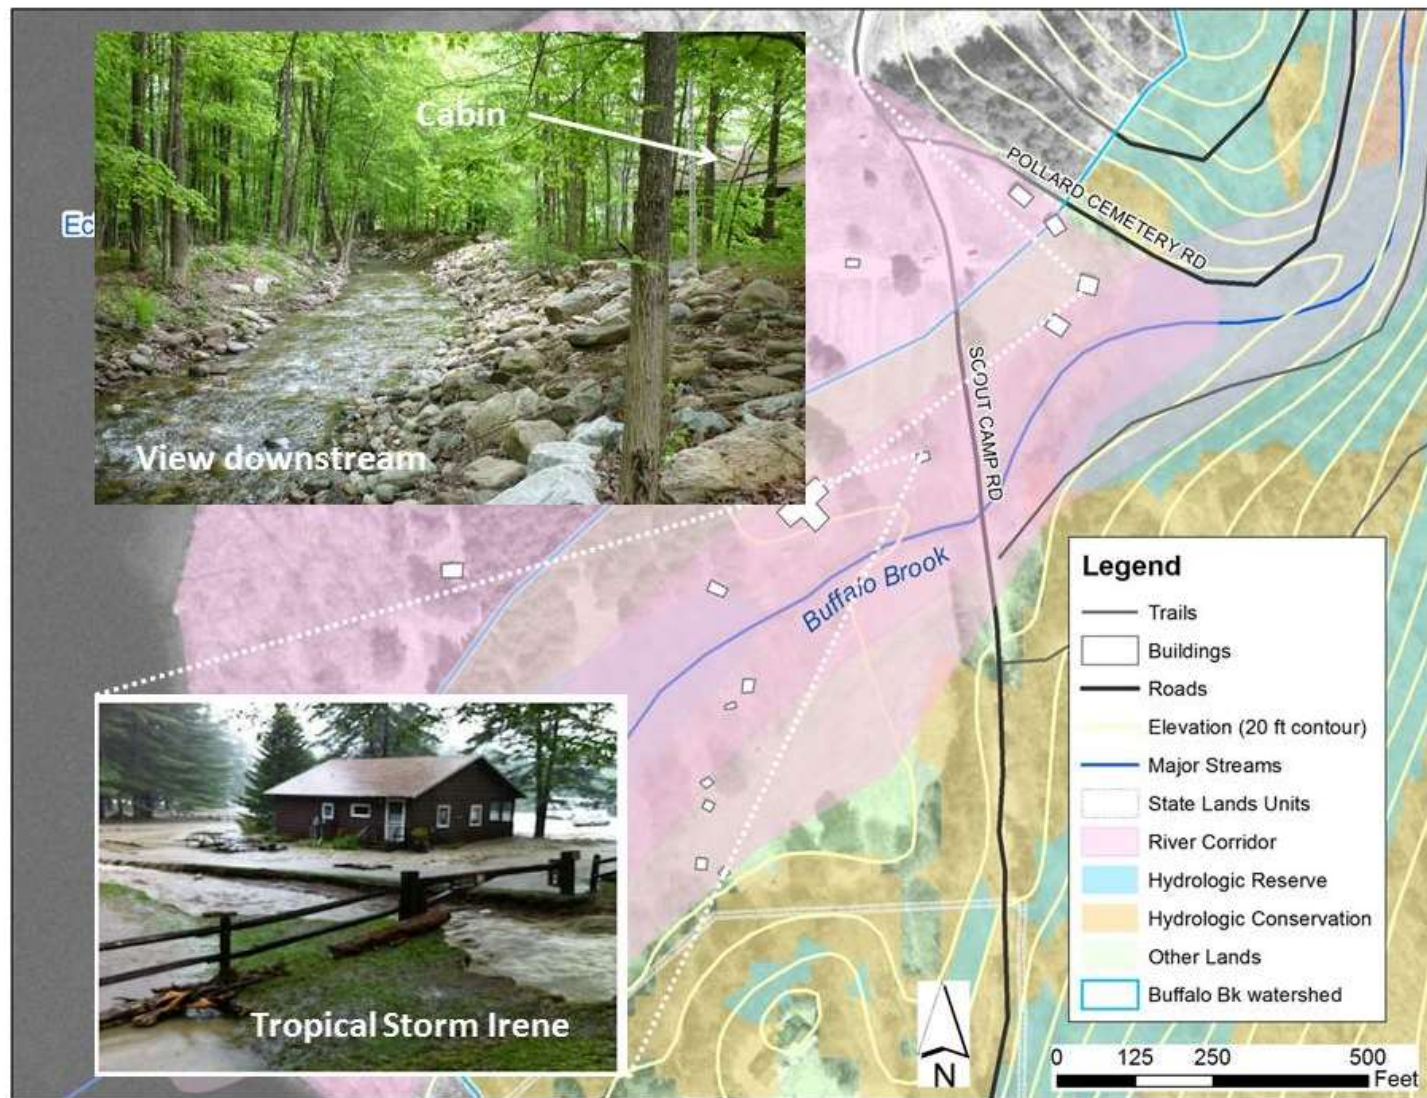 Cabin
View downstream
Ec
POLLARD CEMETERY RD
SCOUT CAMP RD
Buffalo Brook
Tropical Storm Irene
Legend
Trails
Buildings
Roads
Elevation (20 ft contour)
Major Streams
State Lands Units
River Corridor
Hydrologic Reserve
Hydrologic Conservation
Other Lands
Buffalo Bk watershed
N
0 125 250 500
Feet